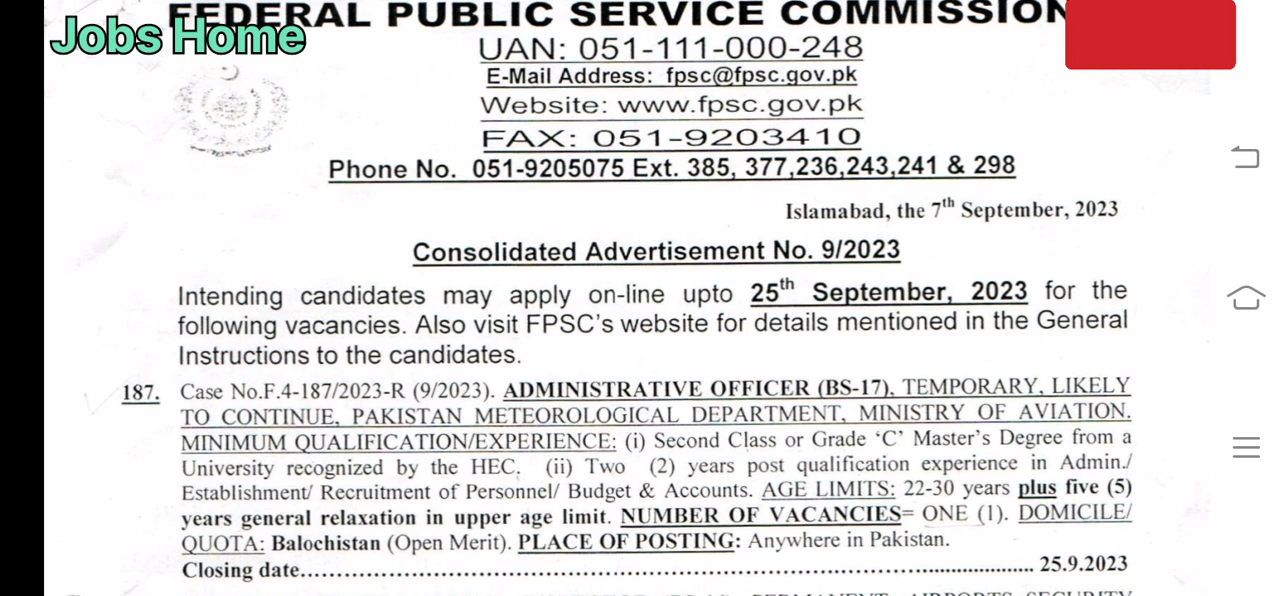 FEDERAL PUBLIC SERVICE COMMISSION
Jobs Home
UAN: 051-111-000-248
E-Mail Address: fpsc@fpsc.gov.pk
Website: www.fpsc.gov.pk
FAX: 051-9203410
Phone No. 051-9205075 Ext. 385, 377,236,243,241 & 298
Islamabad, the 7th September, 2023
Consolidated Advertisement No. 9/2023
Intending candidates may apply on-line upto 25th September, 2023 for the
following vacancies. Also visit FPSC's website for details mentioned in the General
Instructions to the candidates.
187. Case No.F.4-187/2023-R (9/2023). ADMINISTRATIVE OFFICER (BS-17), TEMPORARY, LIKELY
TO CONTINUE, PAKISTAN METEOROLOGICAL DEPARTMENT, MINISTRY OF AVIATION.
MINIMUM QUALIFICATION/EXPERIENCE: (i) Second Class or Grade ‘C’ Master's Degree from a
University recognized by the HEC. (ii) Two (2) years post qualification experience in Admin./
Establishment/ Recruitment of Personnel/ Budget & Accounts. AGE LIMITS: 22-30 years plus five (5)
years general relaxation in upper age limit. NUMBER OF VACANCIES= ONE (1). DOMICILE/
QUOTA: Balochistan (Open Merit). PLACE OF POSTING: Anywhere in Pakistan.
Closing date................................................................................ 25.9.2023